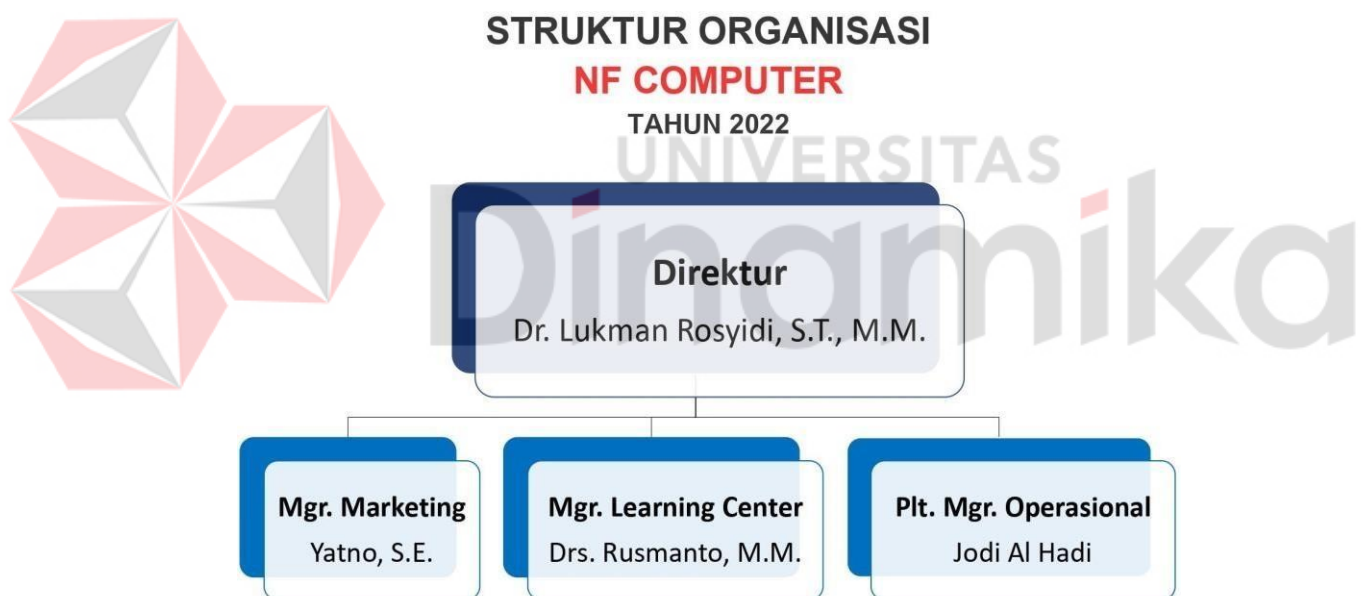 STRUKTUR ORGANISASI
NF COMPUTER
TAHUN 2022
UNIVERSITAS
Dinamika
Direktur
Dr. Lukman Rosyidi, S.T., M.M.
Mgr. Marketing
Yatno, S.E.
Mgr. Learning Center
Drs. Rusmanto, M.M.
Plt. Mgr. Operasional
Jodi Al Hadi